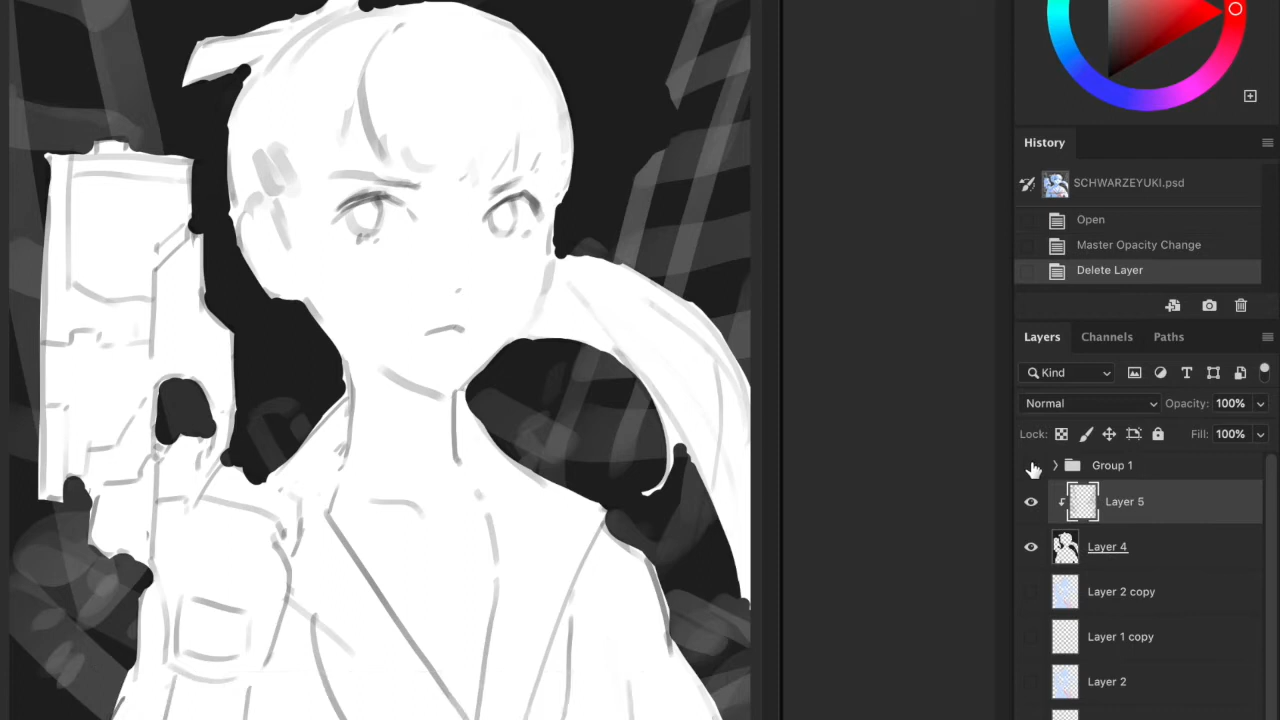 History
SCHWARZEYUKI.psd
Open
Master Opacity Change
Delete Layer
Layers Channels Paths
Kind
Normal Opacity: 100%
Lock: Fill: 100%
Group 1
Layer 5
Layer 4
Layer 2 copy
Layer 1 copy
Layer 2